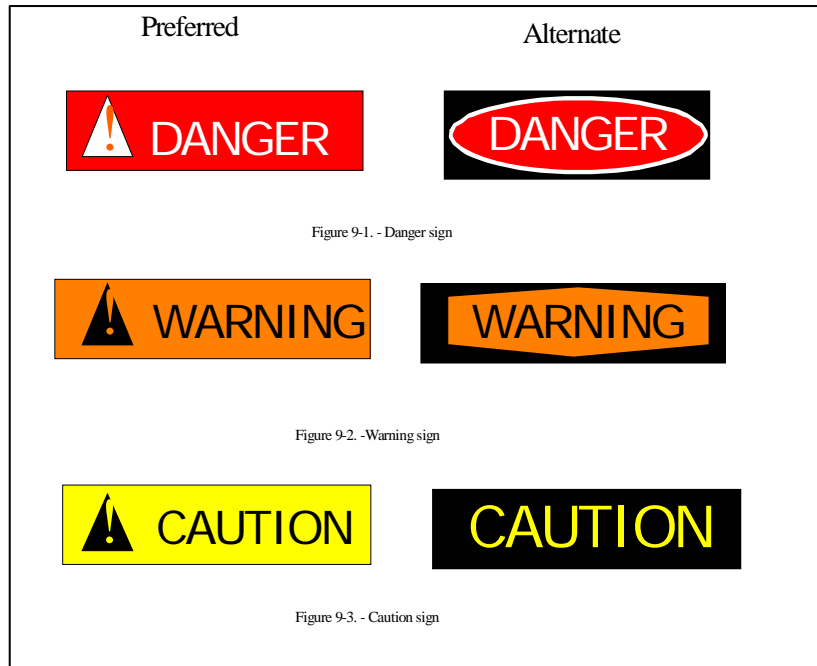 Preferred
Alternate
DANGER
DANGER
Figure 9-1. - Danger sign
WARNING
WARNING
Figure 9-2. -Warning sign
CAUTION
CAUTION
Figure 9-3. - Caution sign